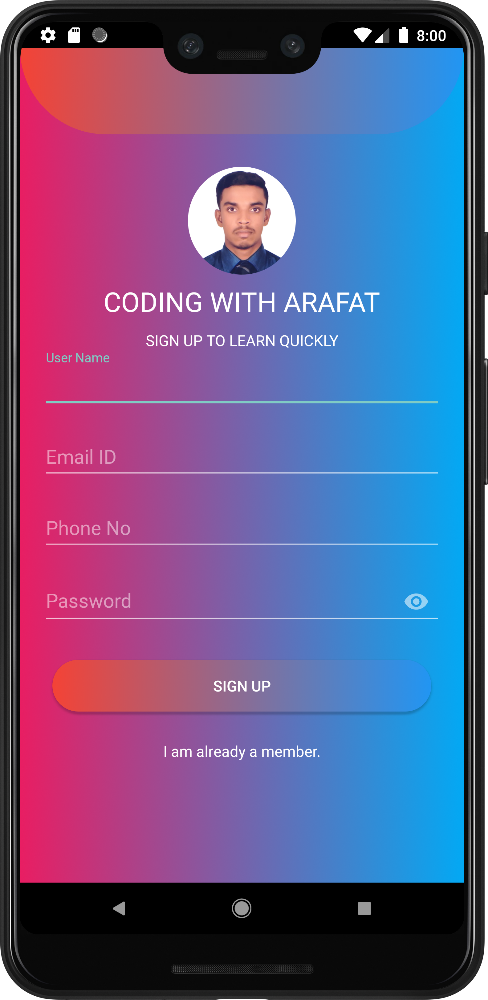 8:00
CODING WITH ARAFAT
SIGN UP TO LEARN QUICKLY
User Name
Email ID
Phone No
Password
SIGN UP
I am already a member.